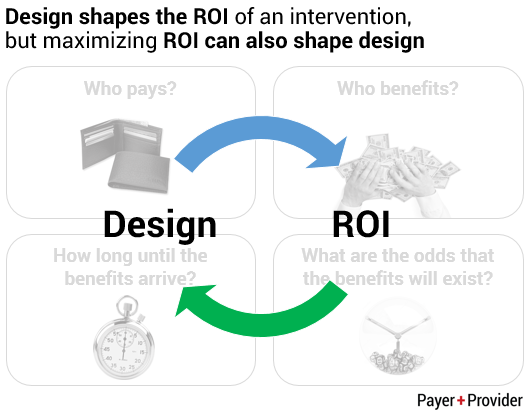 Design shapes the ROI of an intervention,
but maximizing ROI can also shape design
Who pays?
Who benefits?
Design
ROI
How long until the
benefits arrive?
What are the odds that
the benefits will exist?
Payer+Provider